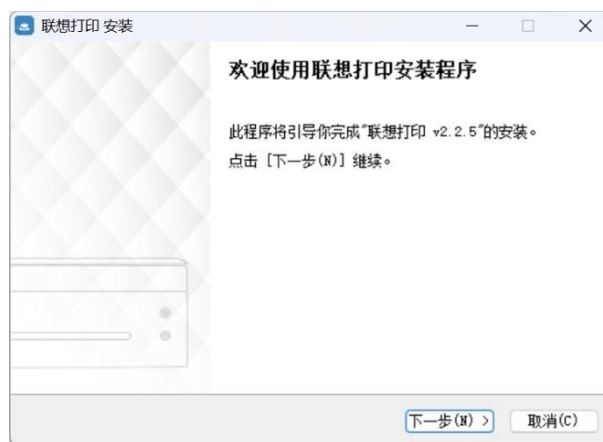 联想打印 安装
欢迎使用联想打印安装程序
此程序将引导你完成"联想打印 v2.2.5"的安装。
点击 [下一步(N)] 继续。
下一步(N) >
取消(C)